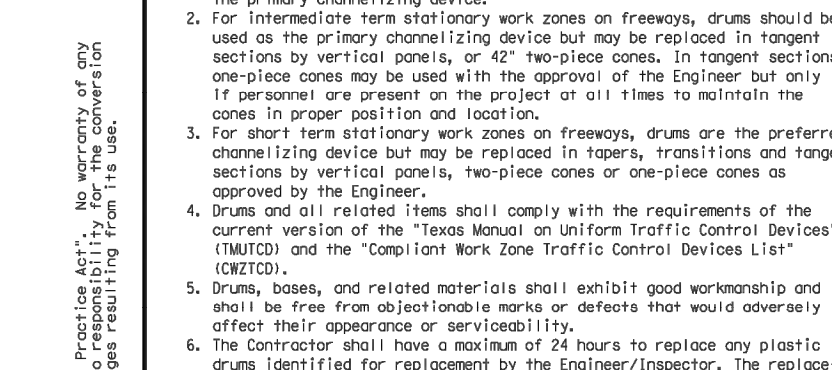 the primary channelizing device.
2. For intermediate term stationary work zones on freeways, drums should be
used as the primary channelizing device but may be replaced in tangent
sections by vertical panels, or 42" two-piece cones. In tangent sections
one-piece cones may be used with the approval of the Engineer but only
if personnel are present on the project at all times to maintain the
cones in proper position and location.
3. For short term stationary work zones on freeways, drums are the preferre
channelizing device but may be replaced in tapers, transitions and tange
sections by vertical panels, two-piece cones or one-piece cones as
approved by the Engineer.
4. Drums and all related items shall comply with the requirements of the
current version of the "Texas Manual on Uniform Traffic Control Devices"
(TMUTCD) and the "Compliant Work Zone Traffic Control Devices List"
(CWZTCD).
5. Drums, bases, and related materials shall exhibit good workmanship and
shall be free from objectionable marks or defects that would adversely
affect their appearance or serviceability.
6. The Contractor shall have a maximum of 24 hours to replace any plastic
drums identified for replacement by the Engineer/Inspector. The replace-
Practice Act". No warranty of any
o responsibility for the conversion
ges resulting from its use.